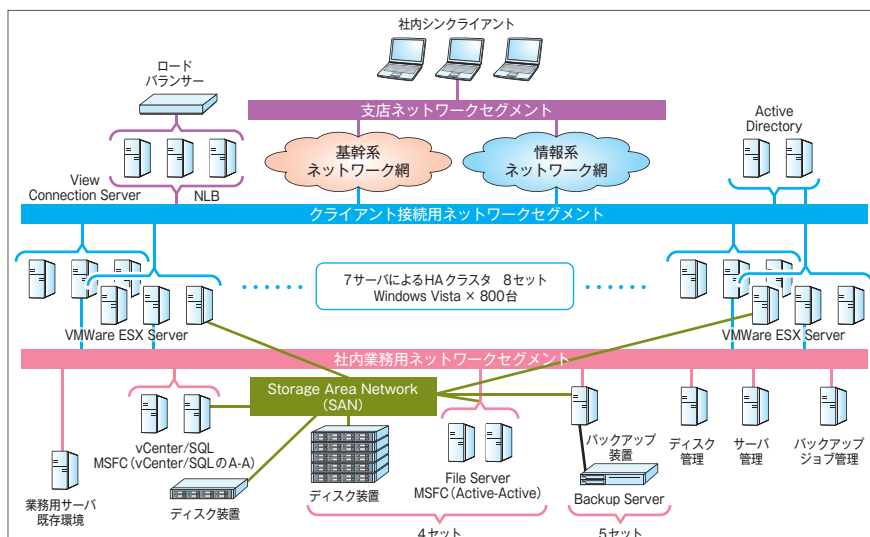 社内シンクライアント
ロード
バランサー
支店ネットワークセグメント
Active
Directory
基幹系
ネットワーク網
情報系
ネットワーク網
View
Connection Server
NLB
クライアント接続用ネットワークセグメント
7サーバによるHAクラスタ 8セット
Windows Vista × 800台
VMWare ESX Server
VMWare ESX Server
社内業務用ネットワークセグメント
Storage Area Network
(SAN)
vCenter/SQL
MSFC(vCenter/SQLのA-A)
業務用サーバ
既存環境
ディスク装置
ディスク装置
File Server
MSFC(Active-Active)
バックアップ
装置
Backup Server
ディスク
管理
サーバ
管理
バックアップ
ジョブ管理
4セット
5セット